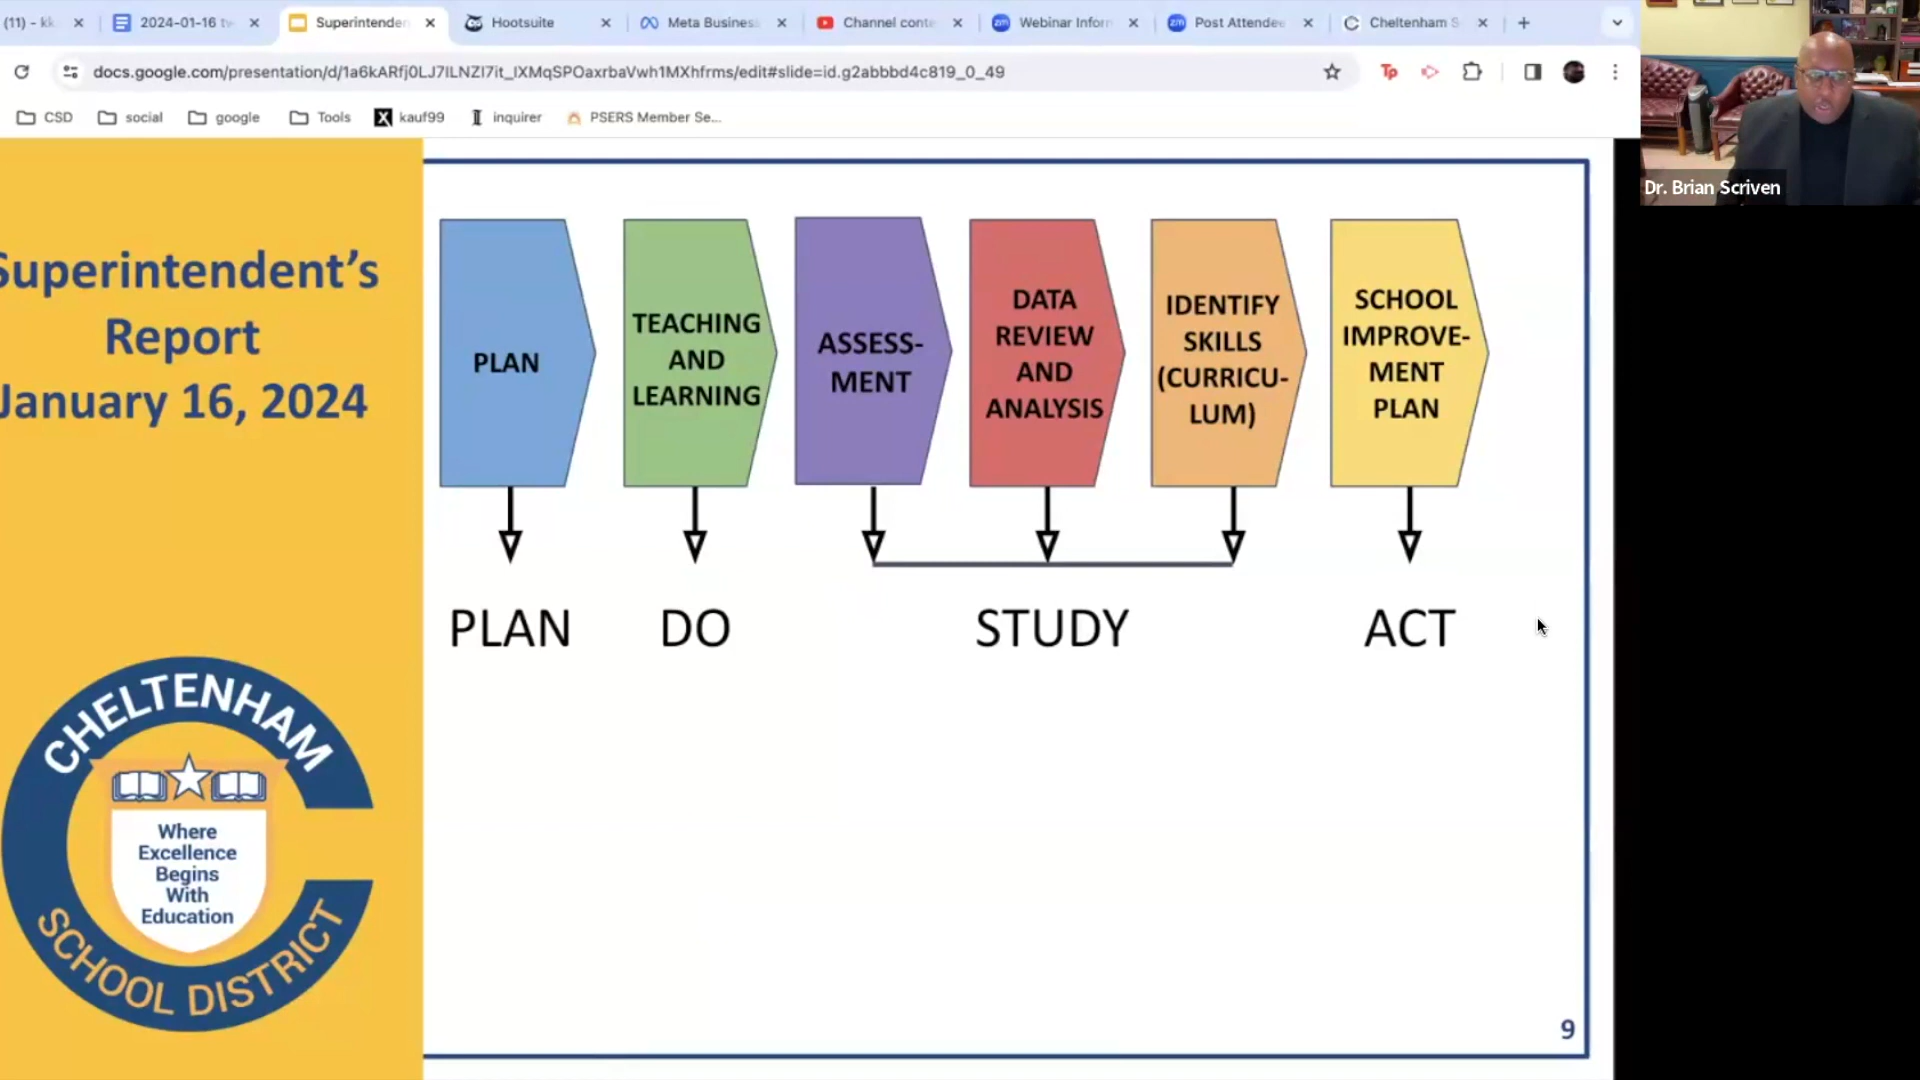 (11) - kk
2024-01-16 tw
Superintenden
Hootsuite
Meta Busines
Channel conte
Webinar Inforr
Post Attendee
Cheltenham S
docs.google.com/presentation/d/1a6kARfj0LJ7ILNZI7it_IXMqSPOaxrbaVwh1MXhfrms/edit#slide=id.g2abbbd4c819_0_49
Tp
CSD
social
google
Tools
X kauf99
inquirer
PSERS Member Se...
Dr. Brian Scriven
Superintendent’s
Report
January 16, 2024
PLAN
TEACHING
AND
LEARNING
ASSESS-
MENT
DATA
REVIEW
AND
ANALYSIS
IDENTIFY
SKILLS
(CURRICU-
LUM)
SCHOOL
IMPROVE-
MENT
PLAN
PLAN
DO
STUDY
ACT
CHELTENHAM
Where
Excellence
Begins
With
Education
SCHOOL DISTRICT
9